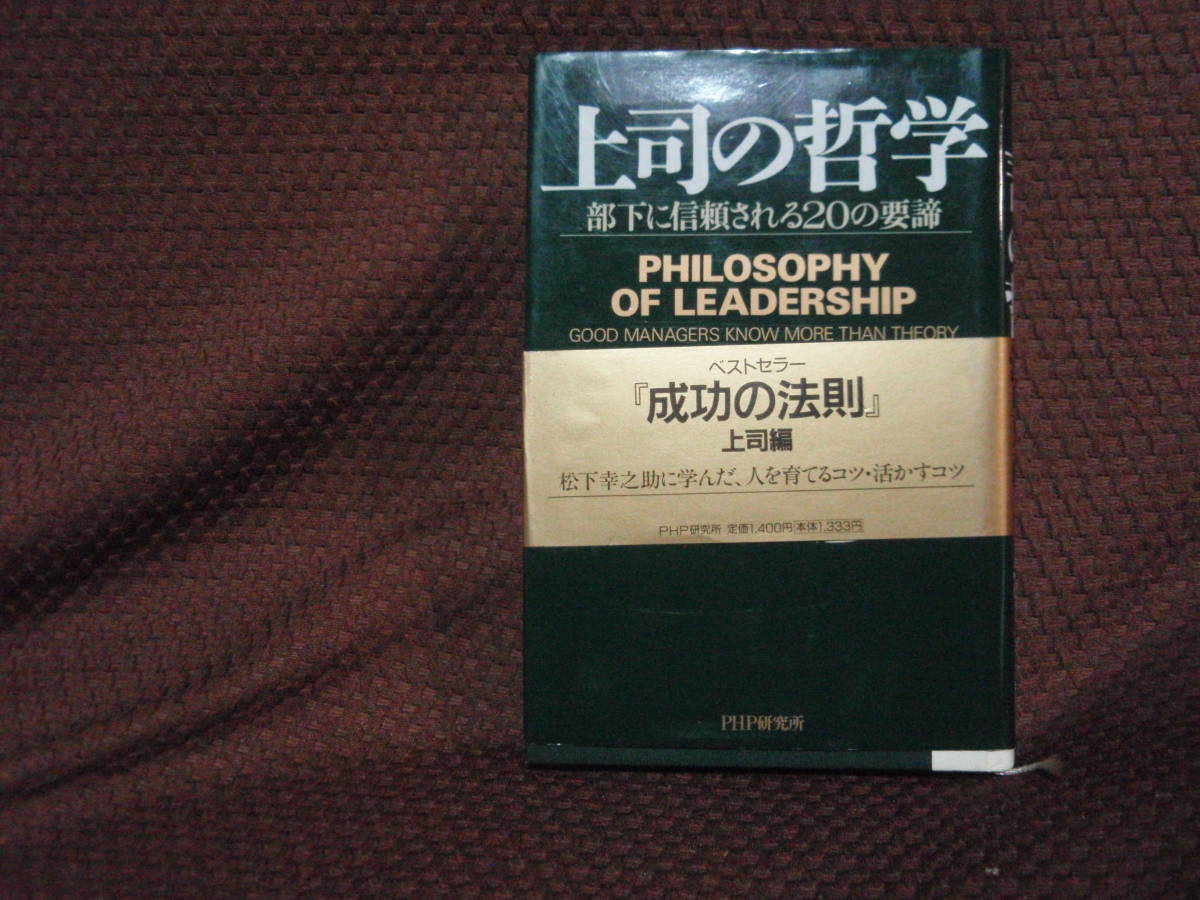 上司の哲学
部下に信頼される20の要諦
PHILOSOPHY
OF LEADERSHIP
GOOD MANAGERS KNOW MORE THAN THEORY
ベストセラー
『成功の法則』
上司編
松下幸之助に学んだ、人を育てるコツ・活かすコツ
PHP研究所 定価1,400円 本体1,333円
PHP研究所